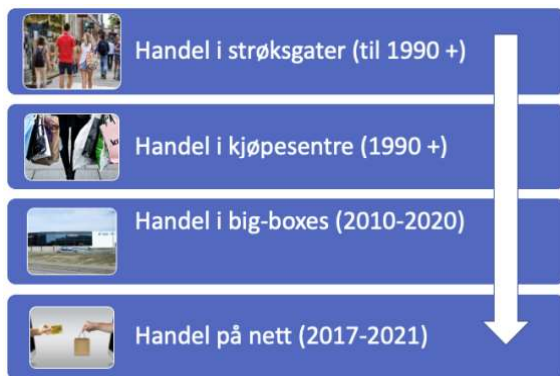 Handel i strøksgater (til 1990 +)
Handel i kjøpesentre (1990 +)
Handel i big-boxes (2010-2020)
Handel på nett (2017-2021)